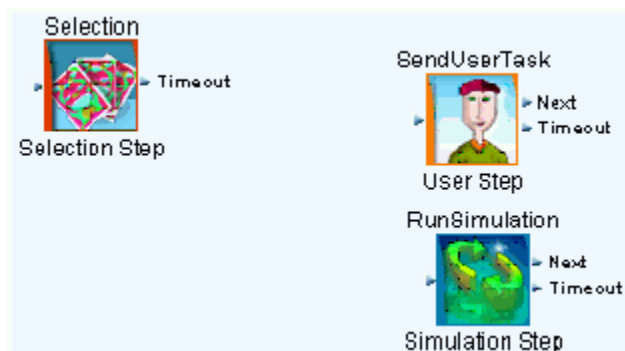 Selection
Timeout
Selection Step
SendUserTask
Next
Timeout
User Step
RunSimulation
Next
Timeout
Simulation Step